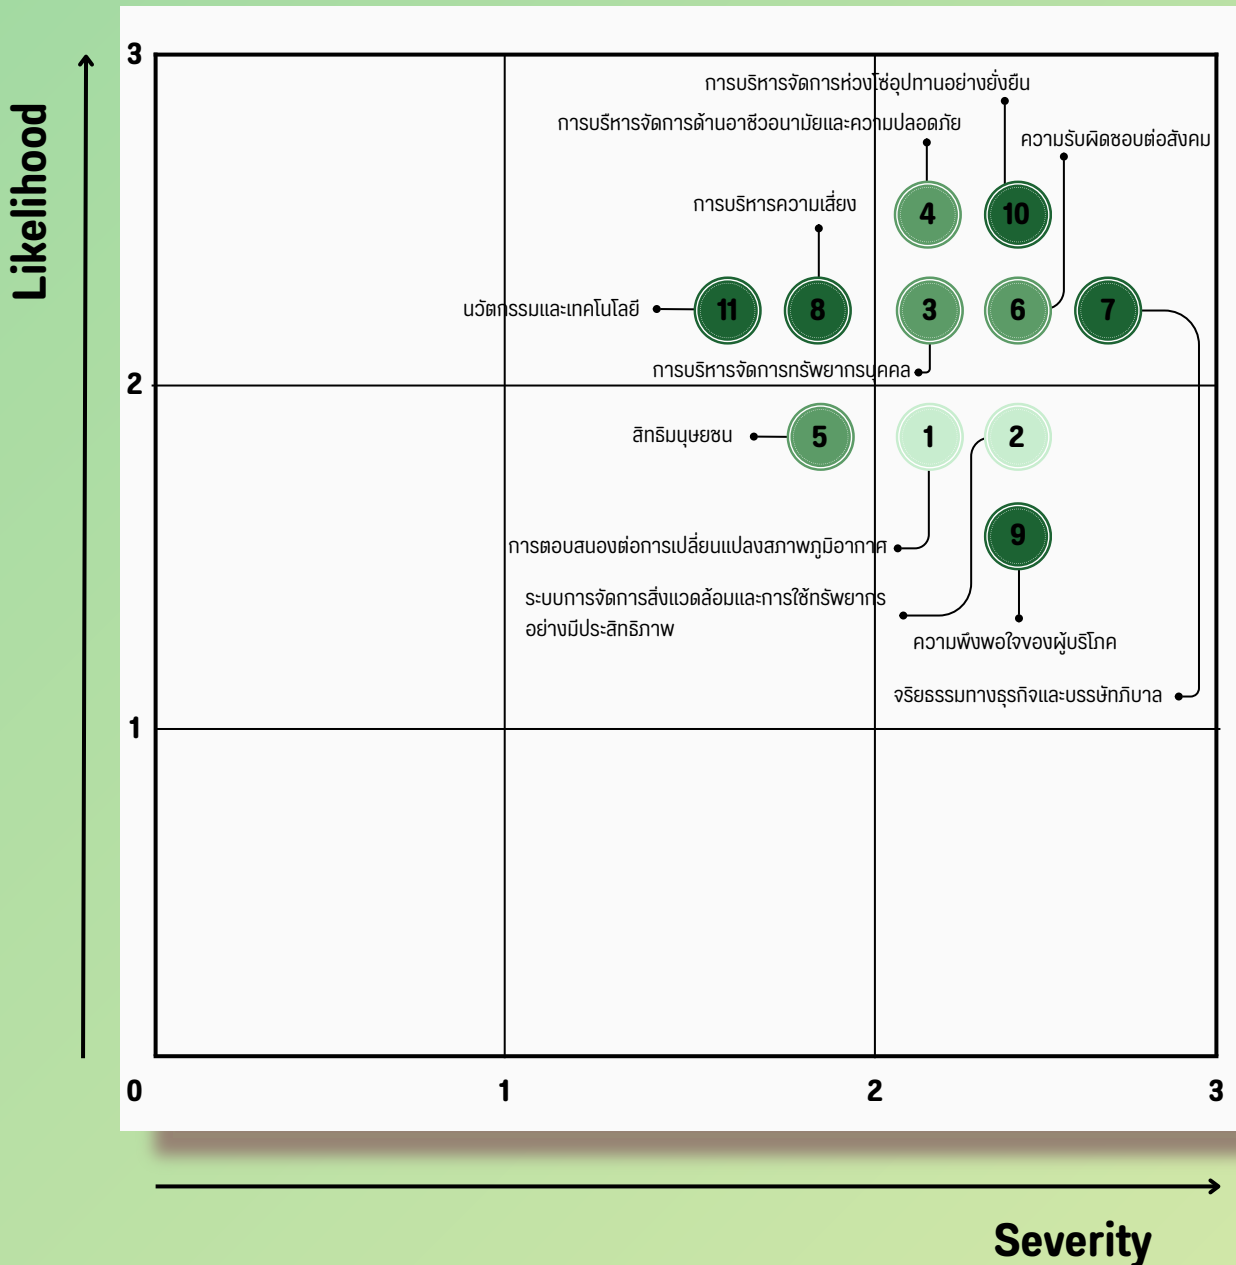 3
การบริหารจัดการห่วงโซ่อุปทานอย่างยั่งยืน
การบริหารจัดการด้านอาชีวอนามัยและความปลอดภัย
ความรับผิดชอบต่อสังคม
Likelihood
4
10
การบริหารความเสี่ยง
นวัตกรรมและเทคโนโลยี
11
8
3
6
7
การบริหารจัดการทรัพยากรบุคคล
2
สิทธิมนุษยชน
5
1
2
9
การตอบสนองต่อการเปลี่ยนแปลงสภาพภูมิอากาศ
ระบบการจัดการสิ่งแวดล้อมและการใช้ทรัพยากร
อย่างมีประสิทธิภาพ
ความพึงพอใจของผู้บริโภค
จริยธรรมทางธุรกิจและบรรษัทภิบาล
1
0
1
2
3
Severity